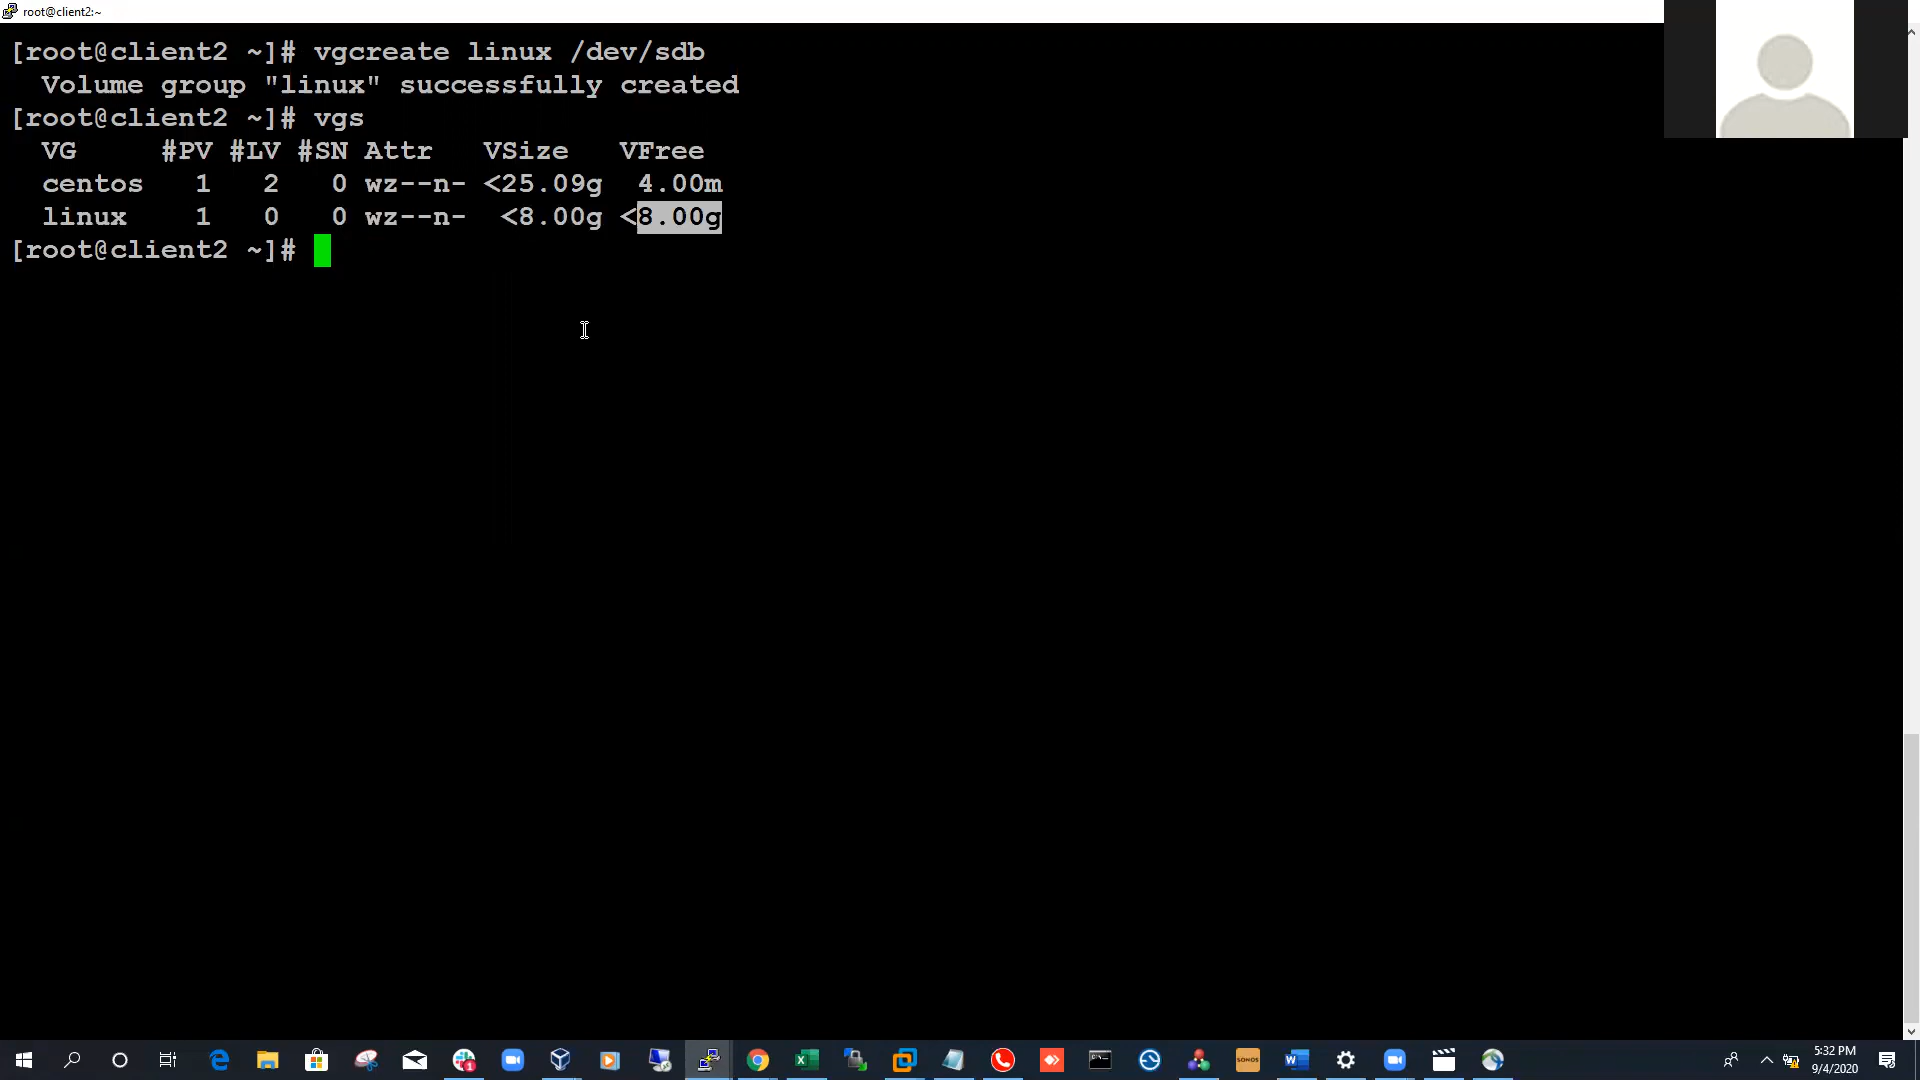 root@client2:~
[root@client2 ~]# vgcreate linux /dev/sdb
Volume group "linux" successfully created
[root@client2 ~]# vgs
VG #PV #LV #SN Attr VSize VFree
centos 1 2 0 wz--n- <25.09g 4.00m
linux 1 0 0 wz--n- <8.00g <8.00g
[root@client2 ~]#
SONOS
5:32 PM
9/4/2020